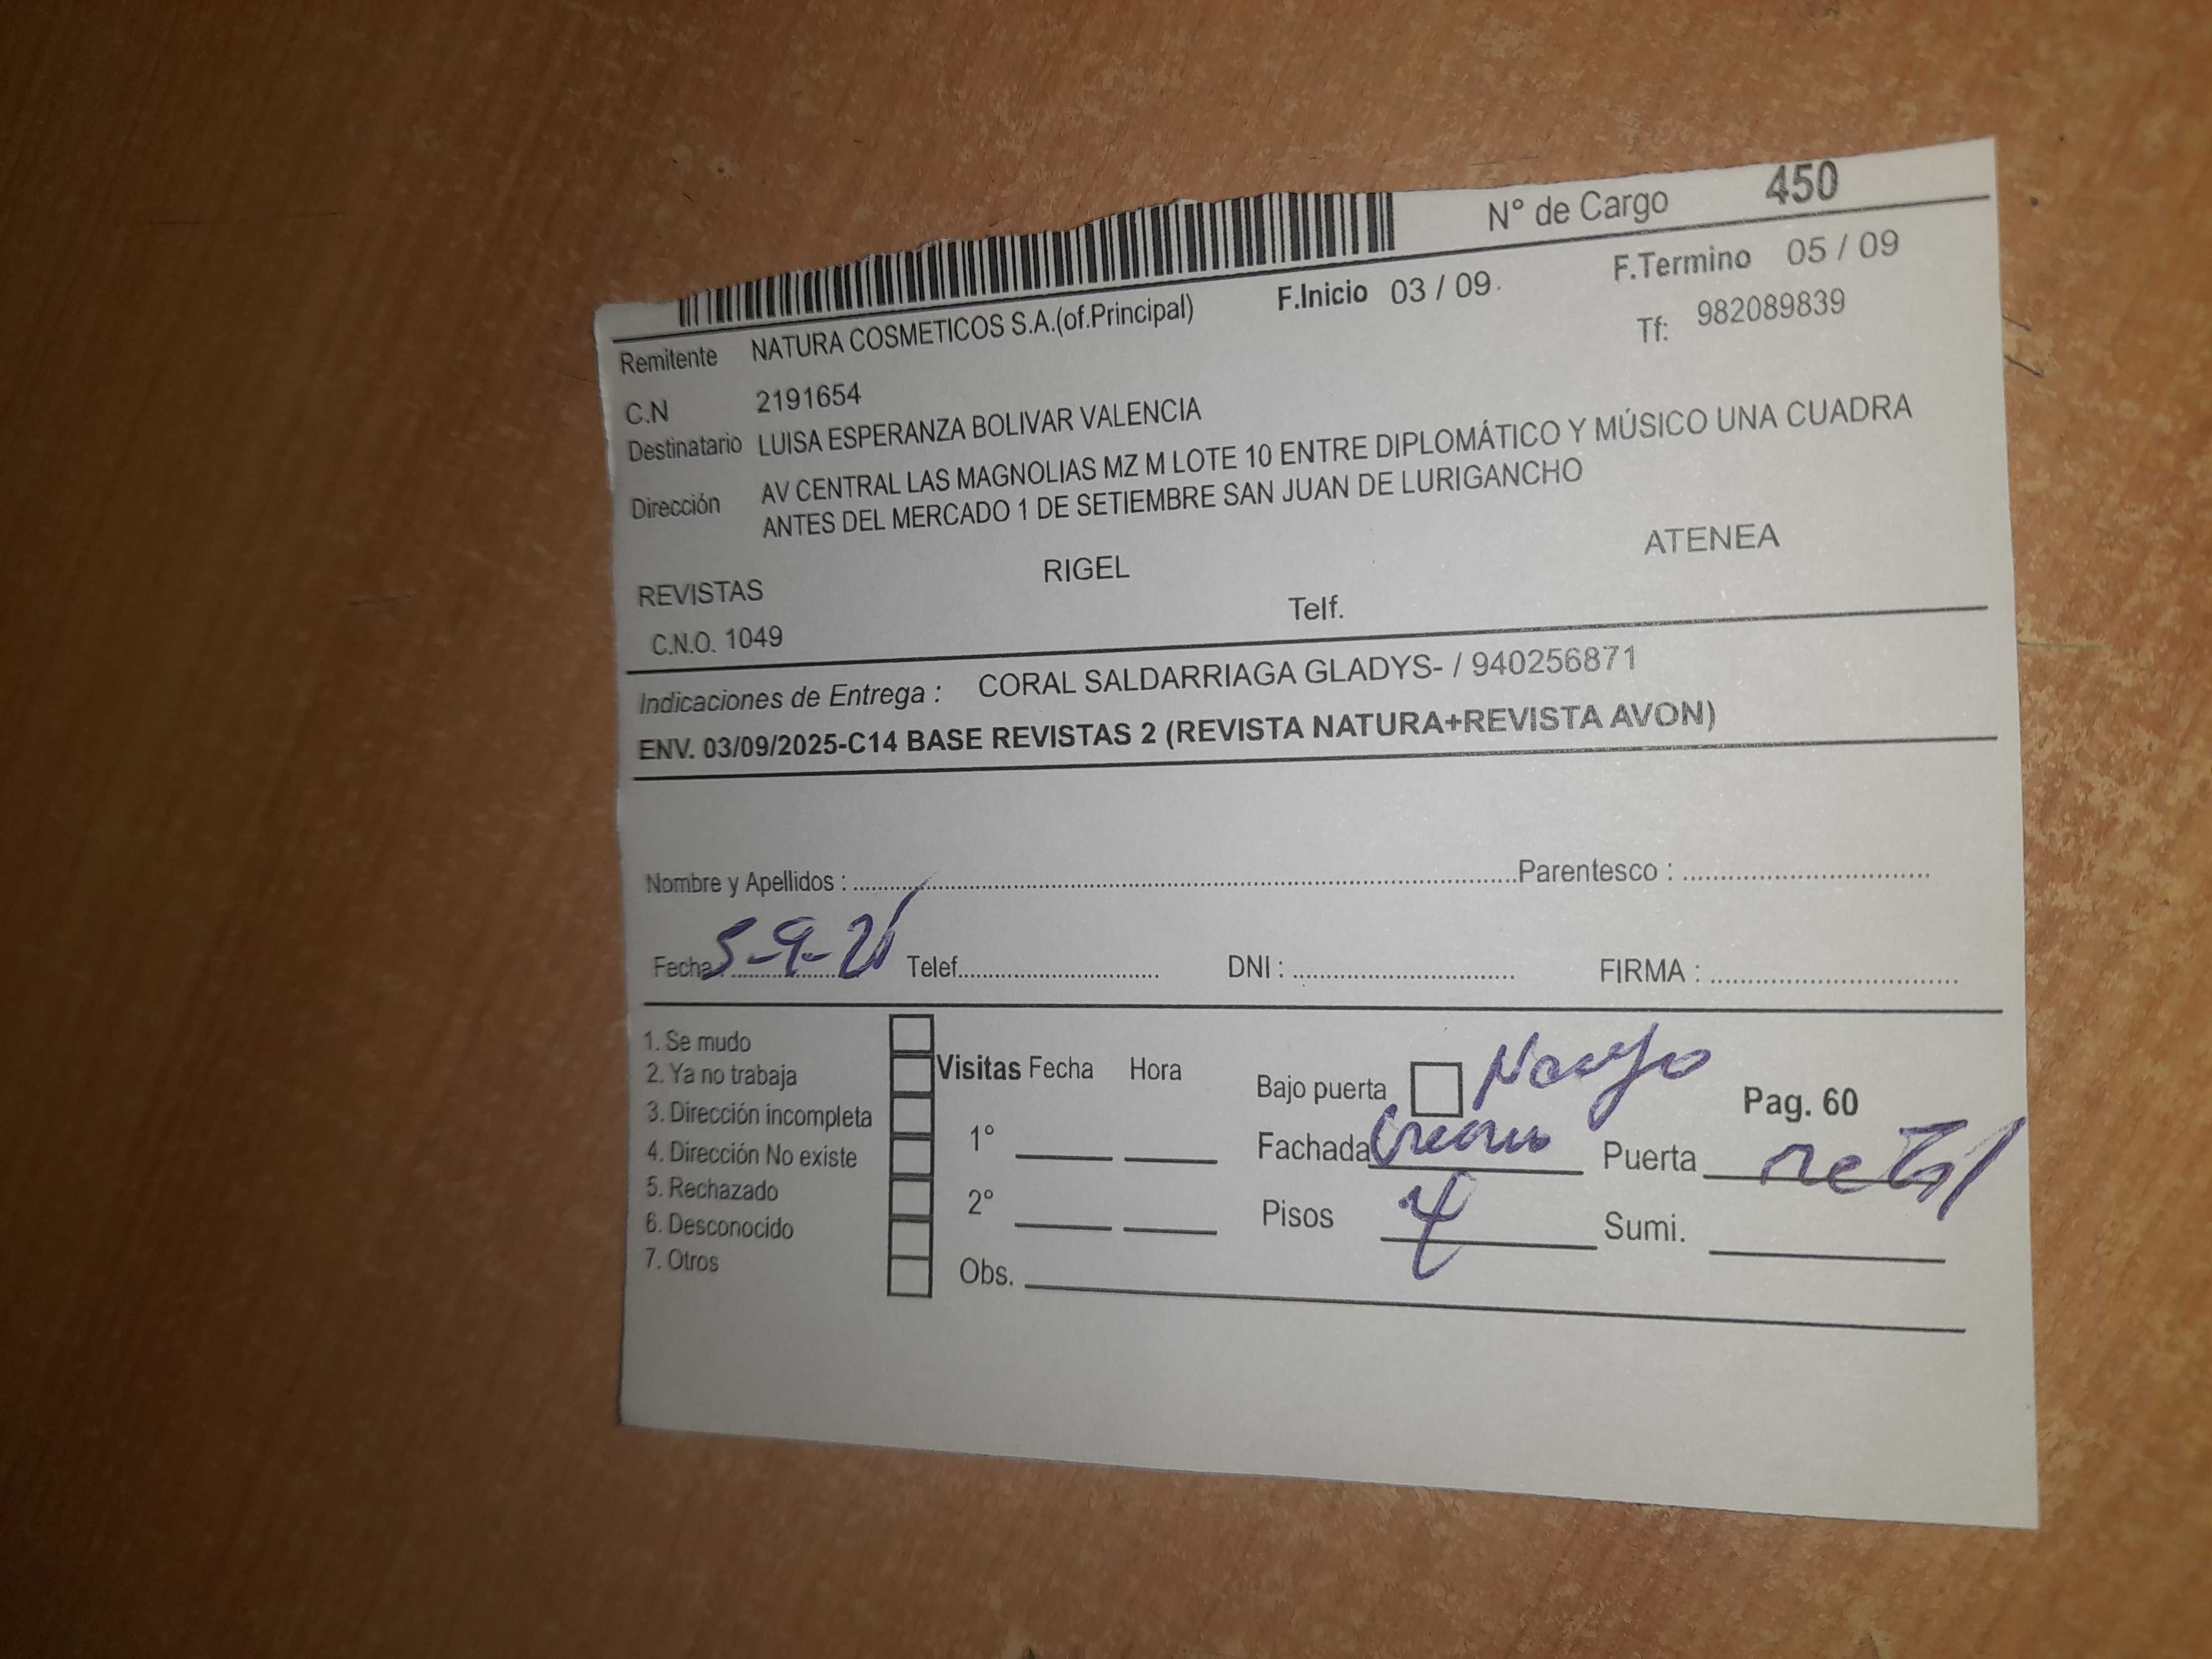 N° de Cargo 450
F.Inicio 03 / 09. F.Termino 05 / 09
Remitente NATURA COSMETICOS S.A.(of.Principal) Tf: 982089839
C.N 2191654
Destinatario LUISA ESPERANZA BOLIVAR VALENCIA
Dirección AV CENTRAL LAS MAGNOLIAS MZ M LOTE 10 ENTRE DIPLOMÁTICO Y MÚSICO UNA CUADRA
ANTES DEL MERCADO 1 DE SETIEMBRE SAN JUAN DE LURIGANCHO
REVISTAS RIGEL ATENEA
C.N.O. 1049 Telf.
Indicaciones de Entrega : CORAL SALDARRIAGA GLADYS- / 940256871
ENV. 03/09/2025-C14 BASE REVISTAS 2 (REVISTA NATURA+REVISTA AVON)
Nombre y Apellidos : Parentesco :
Fecha 5-9-25 Telef. DNI : FIRMA :
1. Se mudo
2. Ya no trabaja
3. Dirección incompleta
4. Dirección No existe
5. Rechazado
6. Desconocido
7. Otros
Visitas Fecha Hora
1°
2°
Obs.
Bajo puerta Pag. 60
Fachada Crema Puerta metal
Pisos 4 Sumi.